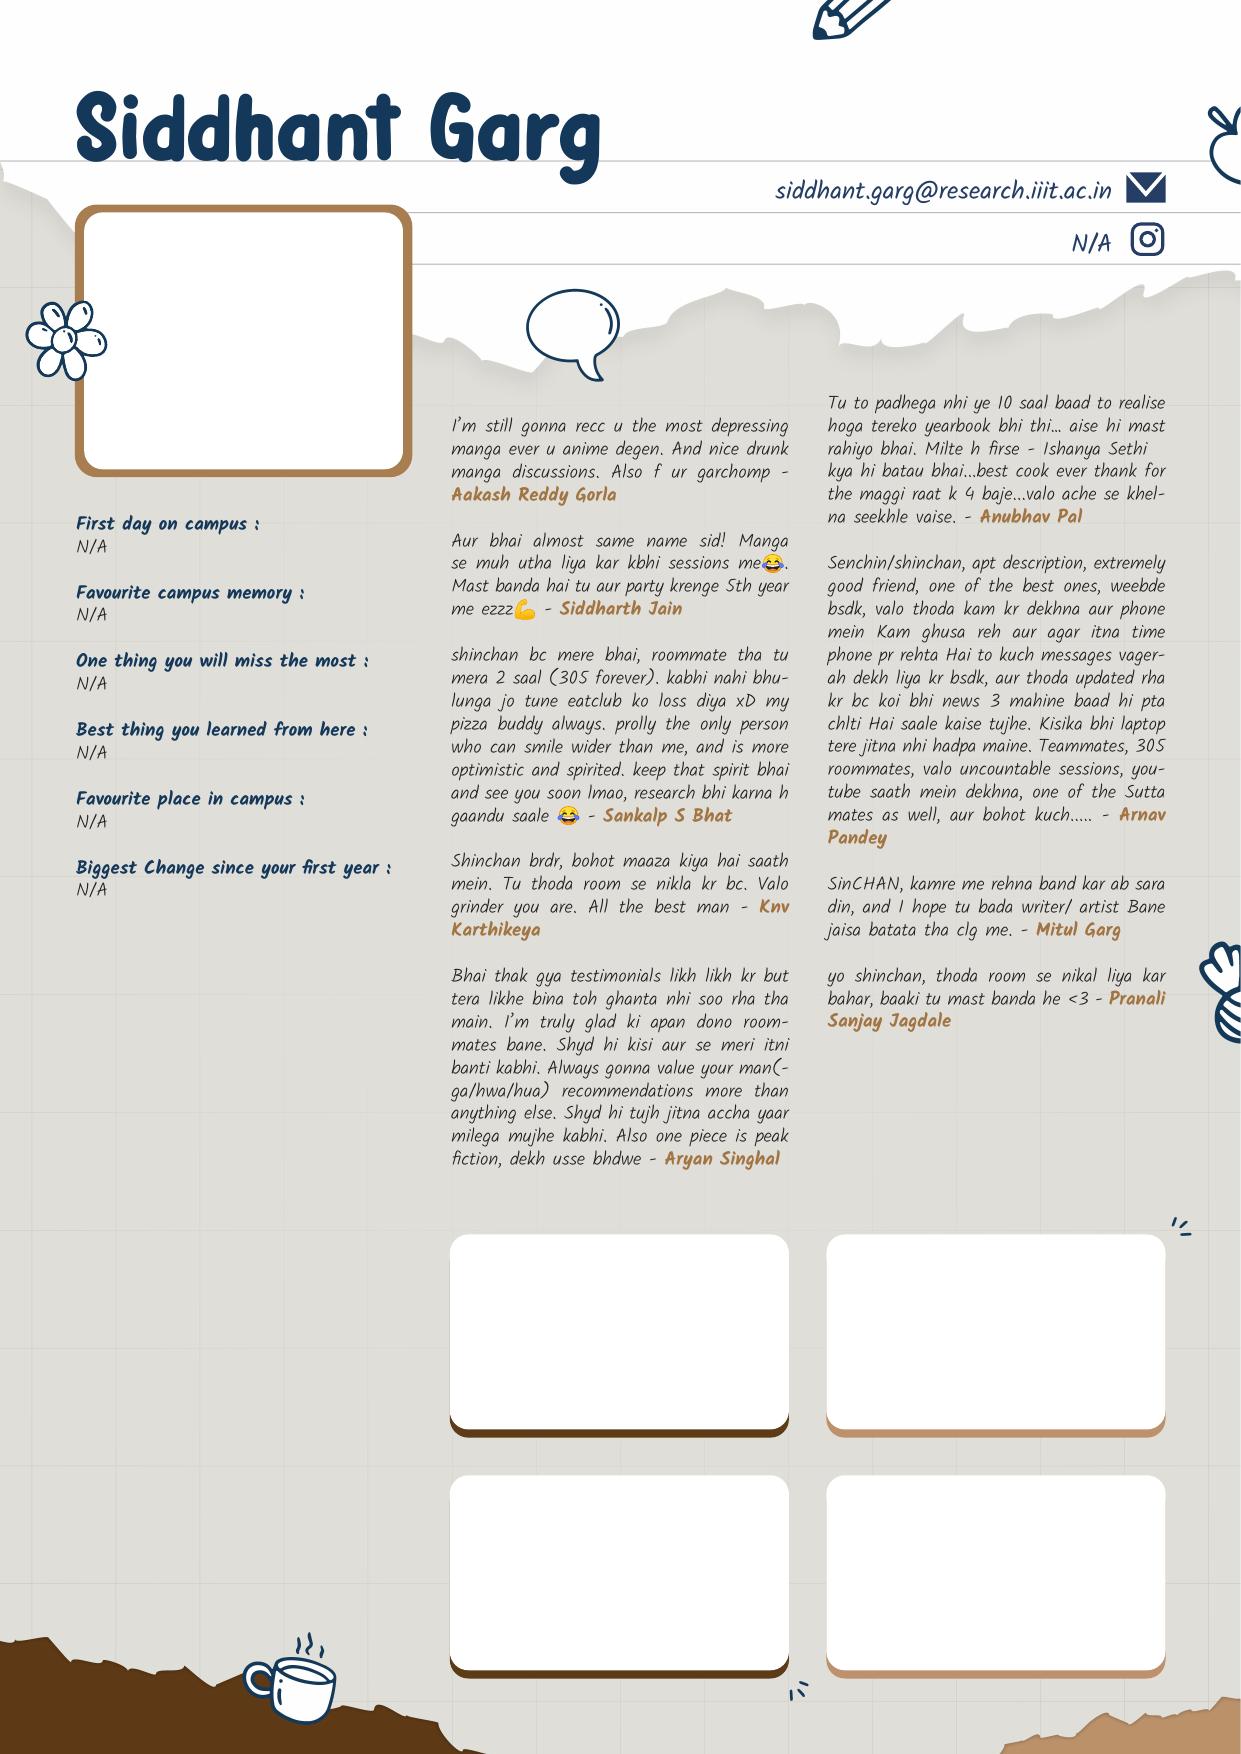 Siddhant Garg
siddhant.garg@research.iiit.ac.in
N/A
First day on campus :
N/A
Favourite campus memory :
N/A
One thing you will miss the most :
N/A
Best thing you learned from here :
N/A
Favourite place in campus :
N/A
Biggest Change since your first year :
N/A
I'm still gonna recc u the most depressing
manga ever u anime degen. And nice drunk
manga discussions. Also f ur garchomp -
Aakash Reddy Gorla
Aur bhai almost same name sid! Manga
se muh utha liya kar kbhi sessions me😂.
Mast banda hai tu aur party krenge 5th year
me ezzz💪 - Siddharth Jain
shinchan bc mere bhai, roommate tha tu
mera 2 saal (305 forever). kabhi nahi bhu-
lunga jo tune eatclub ko loss diya xD my
pizza buddy always. prolly the only person
who can smile wider than me, and is more
optimistic and spirited. keep that spirit bhai
and see you soon lmao, research bhi karna h
gaandu saale 😂 - Sankalp S Bhat
Shinchan brdr, bohot maaza kiya hai saath
mein. Tu thoda room se nikla kr bc. Valo
grinder you are. All the best man - Knv
Karthikeya
Bhai thak gya testimonials likh likh kr but
tera likhe bina toh ghanta nhi soo rha tha
main. I'm truly glad ki apan dono room-
mates bane. Shyd hi kisi aur se meri itni
banti kabhi. Always gonna value your man(-
ga/hwa/hua) recommendations more than
anything else. Shyd hi tujh jitna accha yaar
milega mujhe kabhi. Also one piece is peak
fiction, dekh usse bhdwe - Aryan Singhal
Tu to padhega nhi ye 10 saal baad to realise
hoga tereko yearbook bhi thi... aise hi mast
rahiyo bhai. Milte h firse - Ishanya Sethi
kya hi batau bhai...best cook ever thank for
the maggi raat k 4 baje...valo ache se khel-
na seekhle vaise. - Anubhav Pal
Senchin/shinchan, apt description, extremely
good friend, one of the best ones, weebde
bsdk, valo thoda kam kr dekhna aur phone
mein Kam ghusa reh aur agar itna time
phone pr rehta Hai to kuch messages vager-
ah dekh liya kr bsdk, aur thoda updated rha
kr bc koi bhi news 3 mahine baad hi pta
chlti Hai saale kaise tujhe. Kisika bhi laptop
tere jitna nhi hadpa maine. Teammates, 305
roommates, valo uncountable sessions, you-
tube saath mein dekhna, one of the Sutta
mates as well, aur bohot kuch..... - Arnav
Pandey
SinCHAN, kamre me rehna band kar ab sara
din, and I hope tu bada writer/ artist Bane
jaisa batata tha clg me. - Mitul Garg
yo shinchan, thoda room se nikal liya kar
bahar, baaki tu mast banda he <3 - Pranali
Sanjay Jagdale